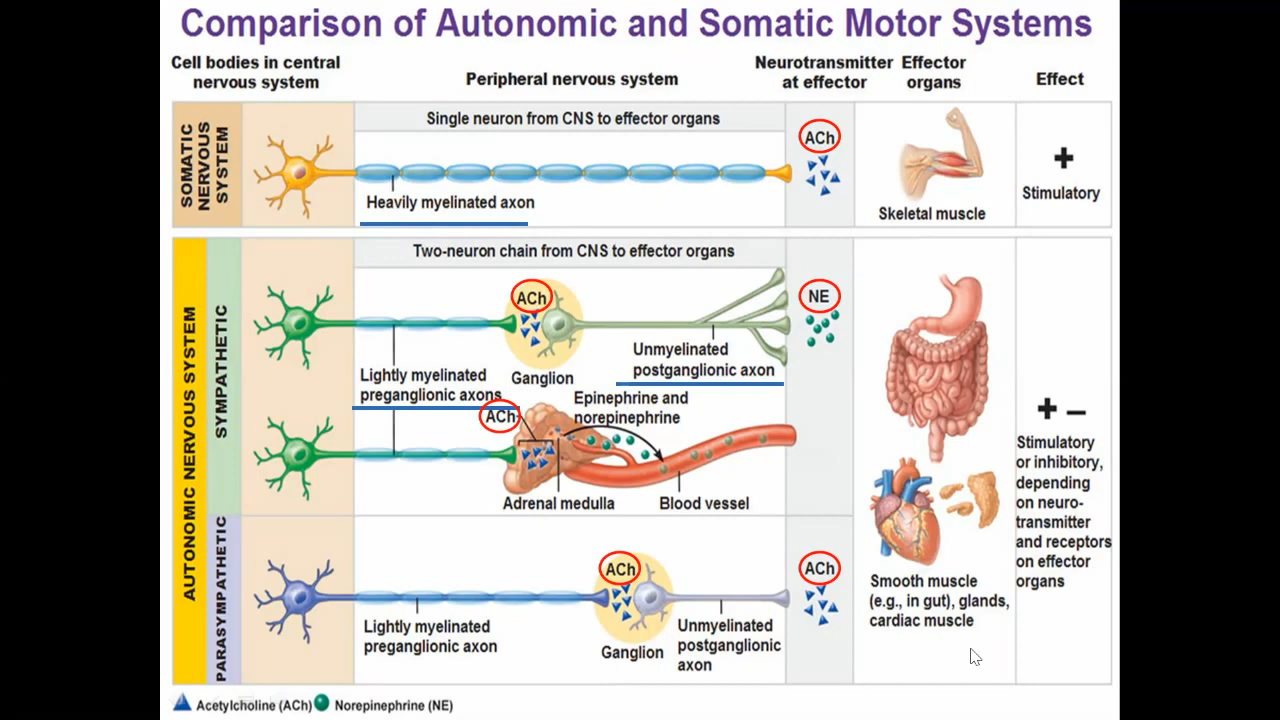 Comparison of Autonomic and Somatic Motor Systems
Cell bodies in central
nervous system
Peripheral nervous system
Neurotransmitter
at effector
Effector
organs
Effect
SOMATIC
NERVOUS
SYSTEM
Single neuron from CNS to effector organs
Heavily myelinated axon
ACh
Skeletal muscle
+
Stimulatory
AUTONOMIC NERVOUS SYSTEM
SYMPATHETIC
Two-neuron chain from CNS to effector organs
ACh
Ganglion
Unmyelinated
postganglionic axon
NE
Lightly myelinated
preganglionic axons
ACh
Epinephrine and
norepinephrine
Adrenal medulla
Blood vessel
PARASYMPATHETIC
Lightly myelinated
preganglionic axon
ACh
Ganglion
Unmyelinated
postganglionic
axon
ACh
Smooth muscle
(e.g., in gut), glands,
cardiac muscle
+ –
Stimulatory
or inhibitory,
depending
on neuro-
transmitter
and receptors
on effector
organs
Acetylcholine (ACh)
Norepinephrine (NE)